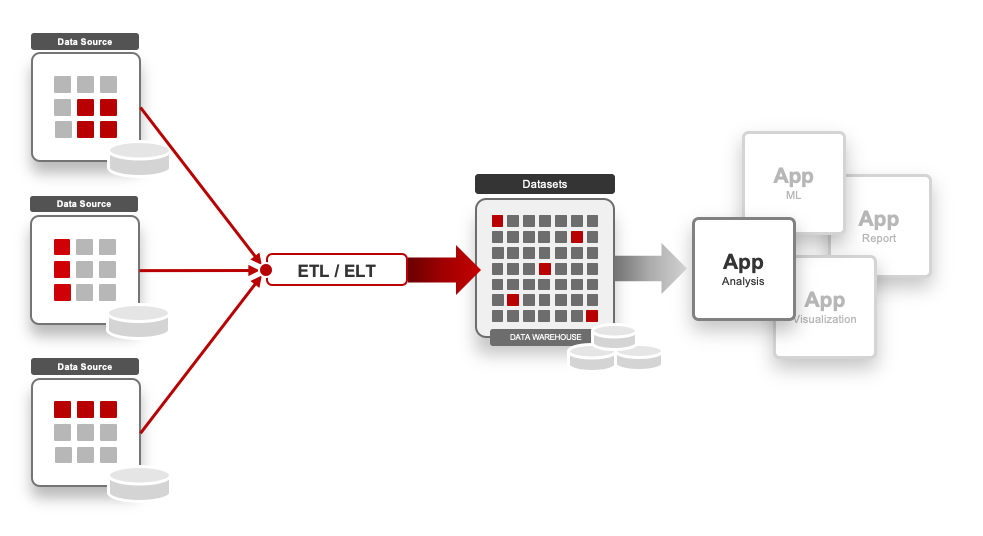 Data Source
Data Source
Data Source
ETL / ELT
Datasets
DATA WAREHOUSE
App
ML
App
Report
App
Analysis
App
Visualization